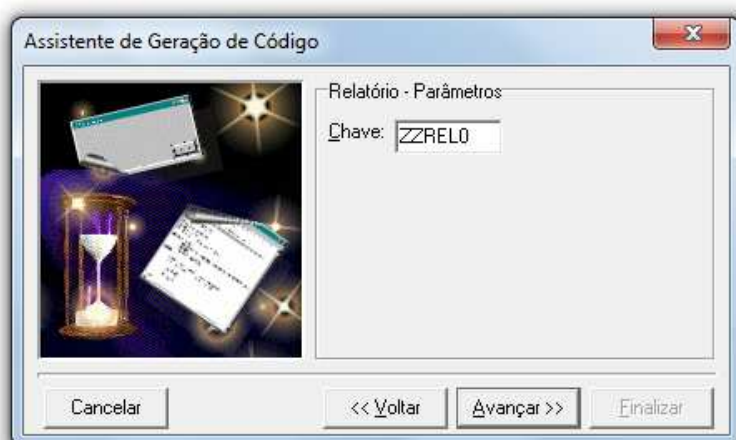 Assistente de Geração de Código
Relatório - Parâmetros
Chave: ZZREL0
Cancelar
<< Voltar
Avançar >>
Finalizar